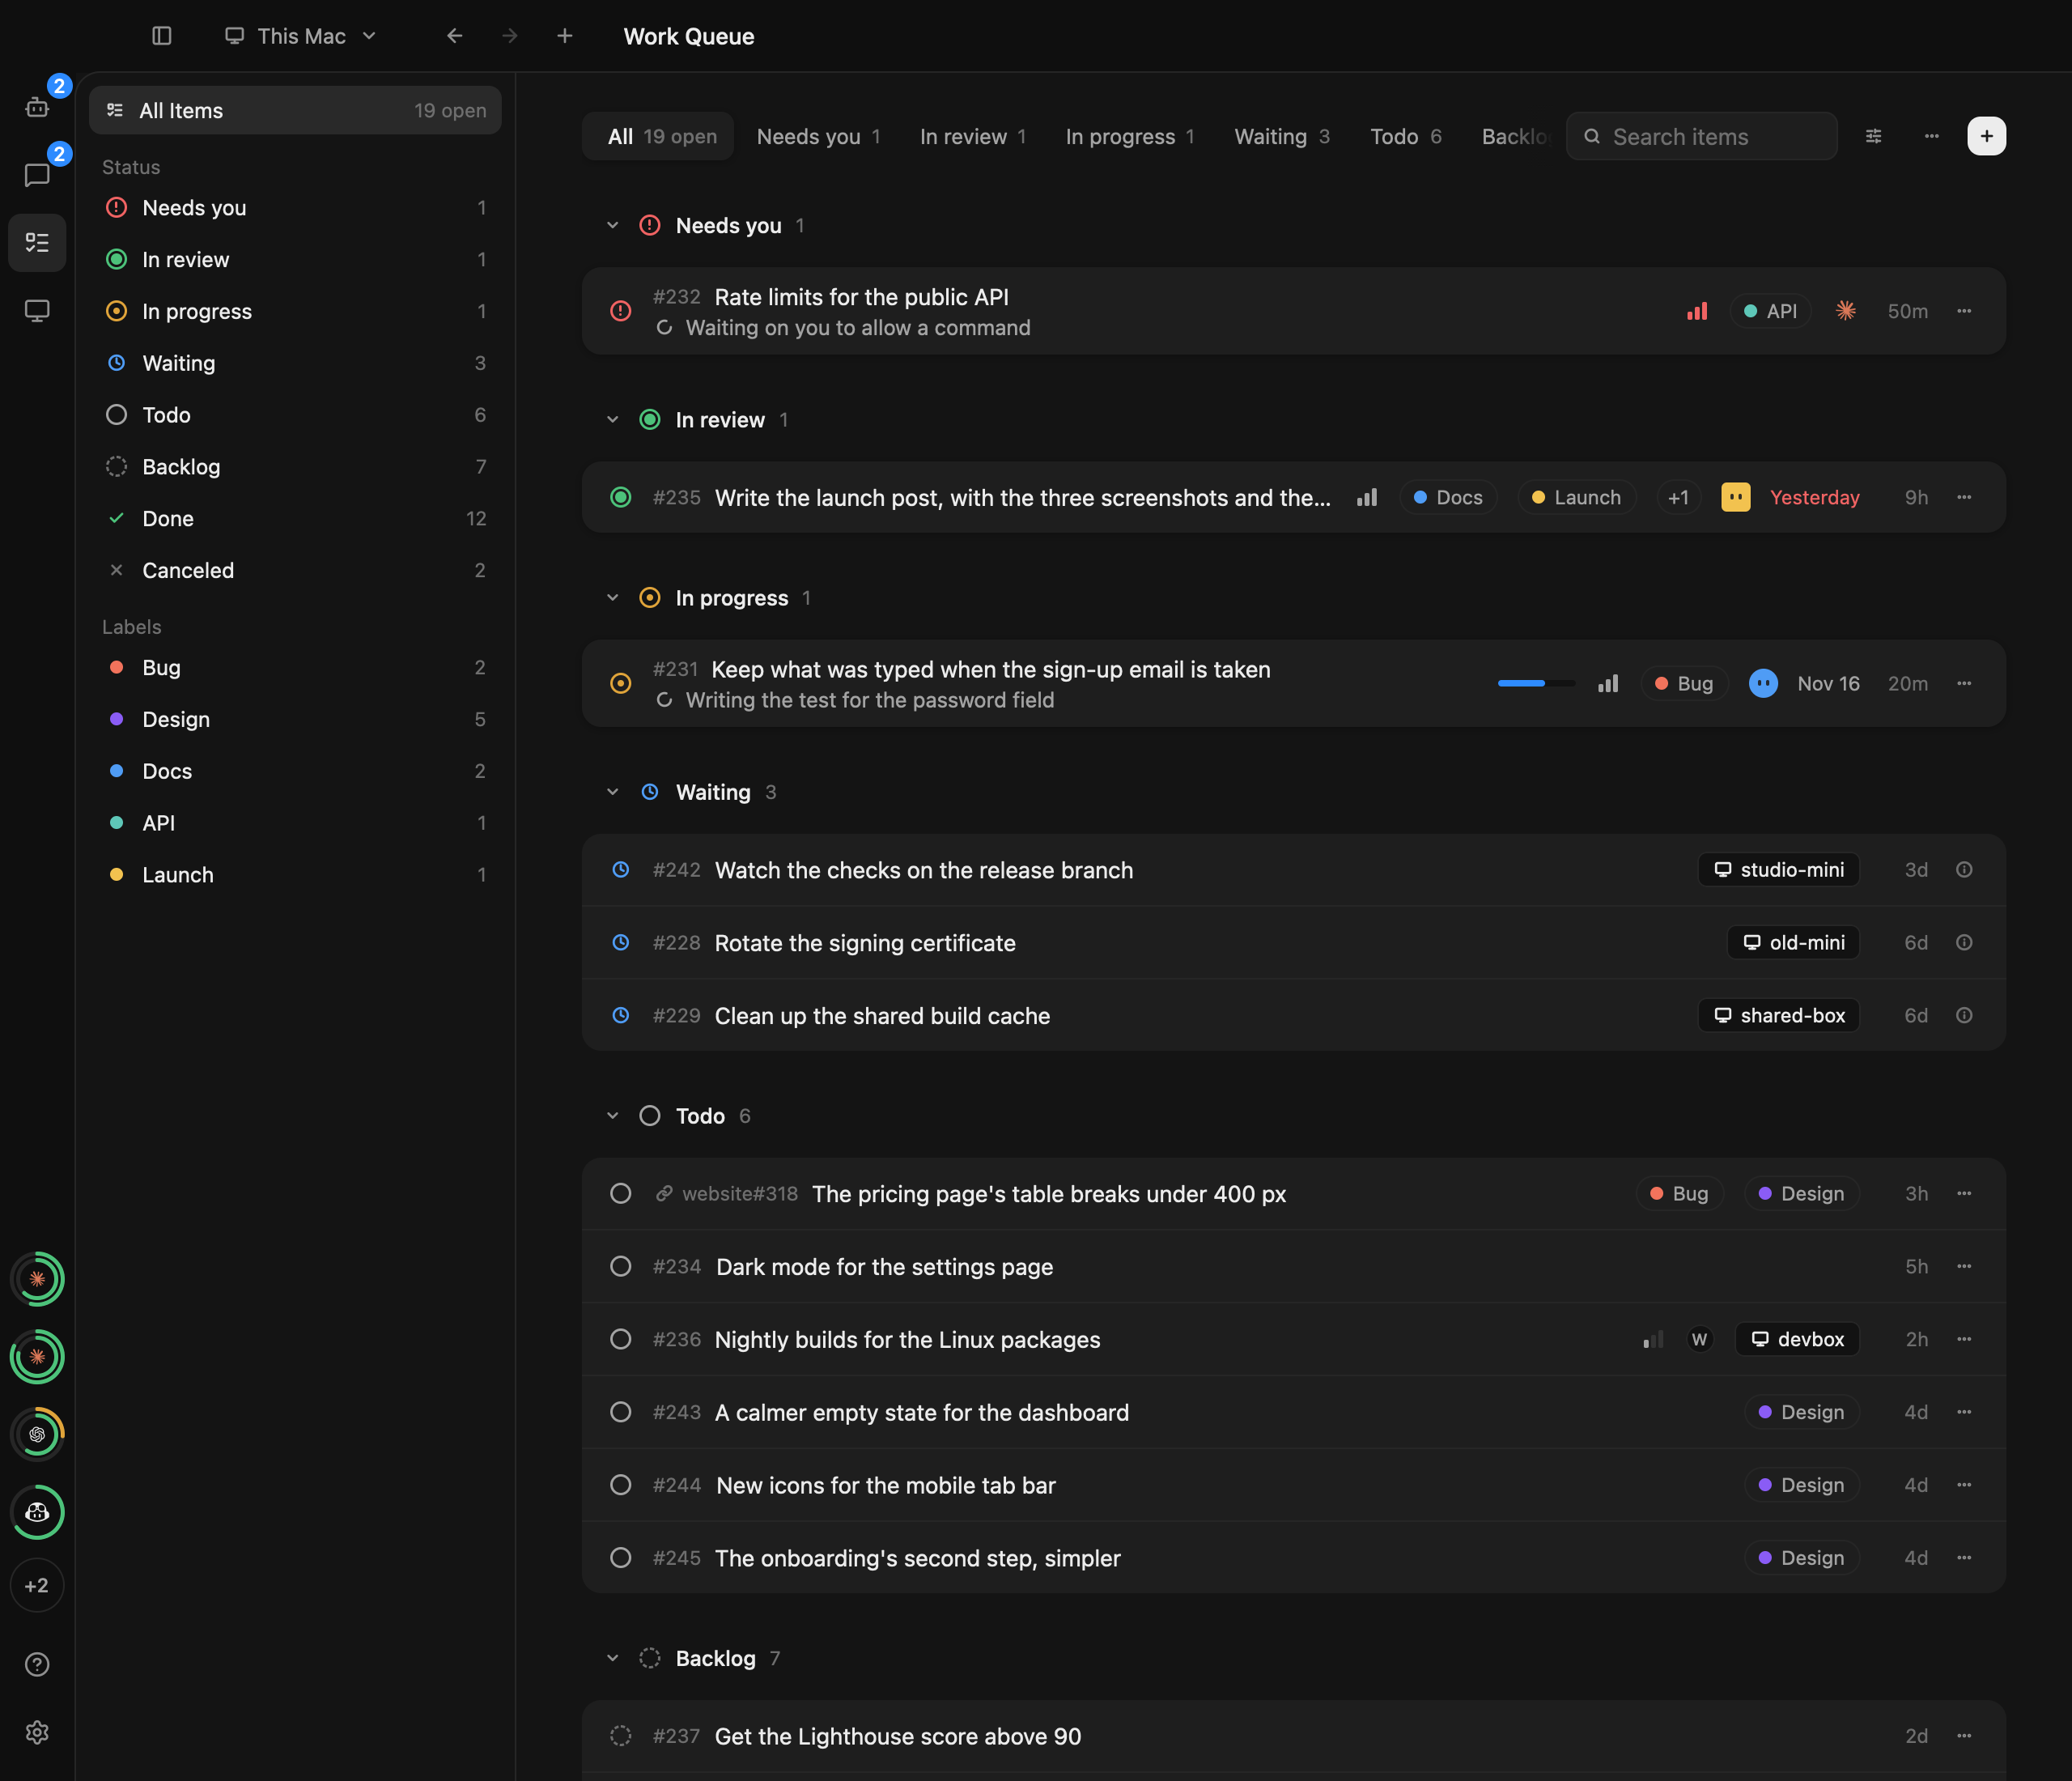 This Mac
Work Queue
2
2
All Items 19 open
Status
Needs you 1
In review 1
In progress 1
Waiting 3
Todo 6
Backlog 7
Done 12
Canceled 2
Labels
Bug 2
Design 5
Docs 2
API 1
Launch 1
+2
All 19 open Needs you 1 In review 1 In progress 1 Waiting 3 Todo 6 Backlo Search items
Needs you 1
#232 Rate limits for the public API API 50m
Waiting on you to allow a command
In review 1
#235 Write the launch post, with the three screenshots and the... Docs Launch +1 Yesterday 9h
In progress 1
#231 Keep what was typed when the sign-up email is taken Bug Nov 16 20m
Writing the test for the password field
Waiting 3
#242 Watch the checks on the release branch studio-mini 3d
#228 Rotate the signing certificate old-mini 6d
#229 Clean up the shared build cache shared-box 6d
Todo 6
website#318 The pricing page's table breaks under 400 px Bug Design 3h
#234 Dark mode for the settings page 5h
#236 Nightly builds for the Linux packages W devbox 2h
#243 A calmer empty state for the dashboard Design 4d
#244 New icons for the mobile tab bar Design 4d
#245 The onboarding's second step, simpler Design 4d
Backlog 7
#237 Get the Lighthouse score above 90 2d